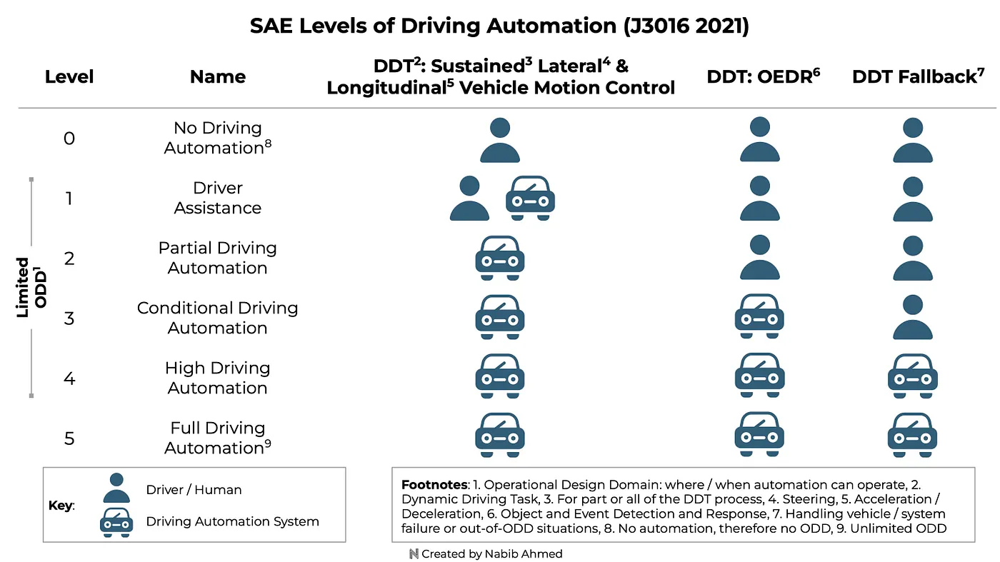 SAE Levels of Driving Automation (J3016 2021)
Level
Name
DDT²: Sustained³ Lateral⁴ &
Longitudinal⁵ Vehicle Motion Control
DDT: OEDR⁶
DDT Fallback⁷
0
No Driving
Automation⁸
Limited
ODD¹
1
Driver
Assistance
2
Partial Driving
Automation
3
Conditional Driving
Automation
4
High Driving
Automation
5
Full Driving
Automation⁹
Key:
Driver / Human
Driving Automation System
Footnotes: 1. Operational Design Domain: where / when automation can operate, 2.
Dynamic Driving Task, 3. For part or all of the DDT process, 4. Steering, 5. Acceleration /
Deceleration, 6. Object and Event Detection and Response, 7. Handling vehicle / system
failure or out-of-ODD situations, 8. No automation, therefore no ODD, 9. Unlimited ODD
N Created by Nabib Ahmed